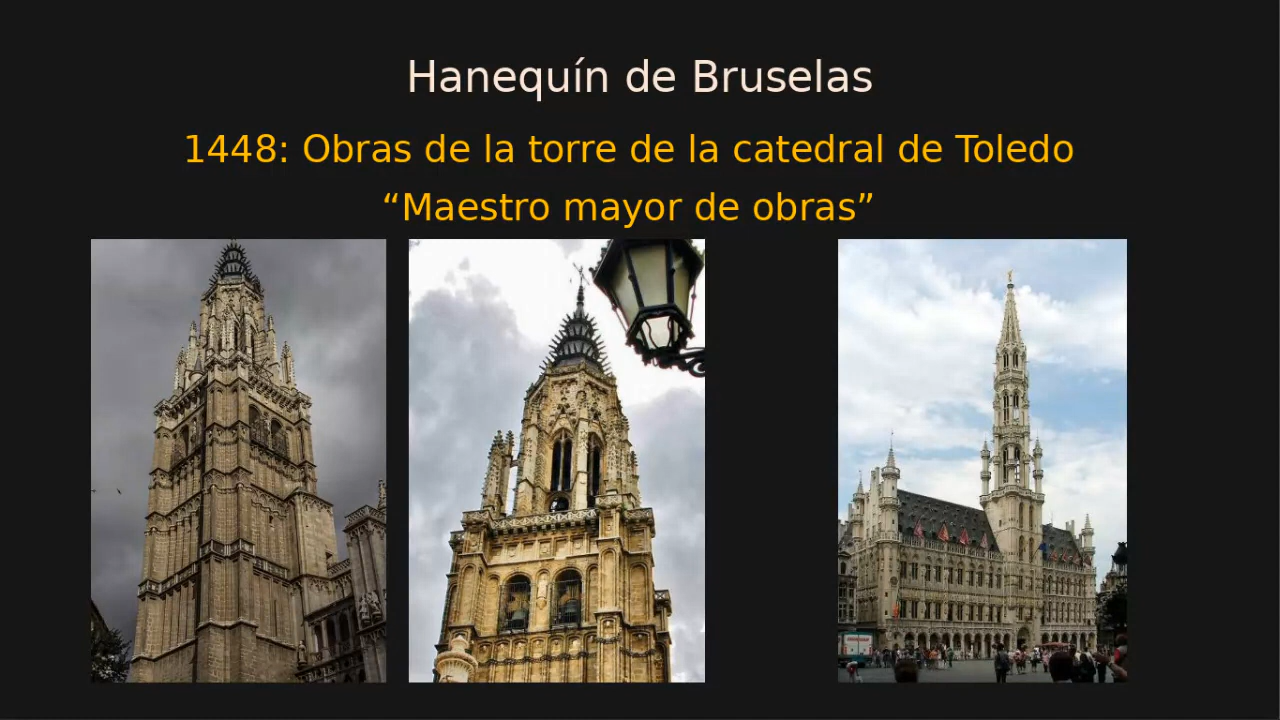 Hanequín de Bruselas
1448: Obras de la torre de la catedral de Toledo
“Maestro mayor de obras”